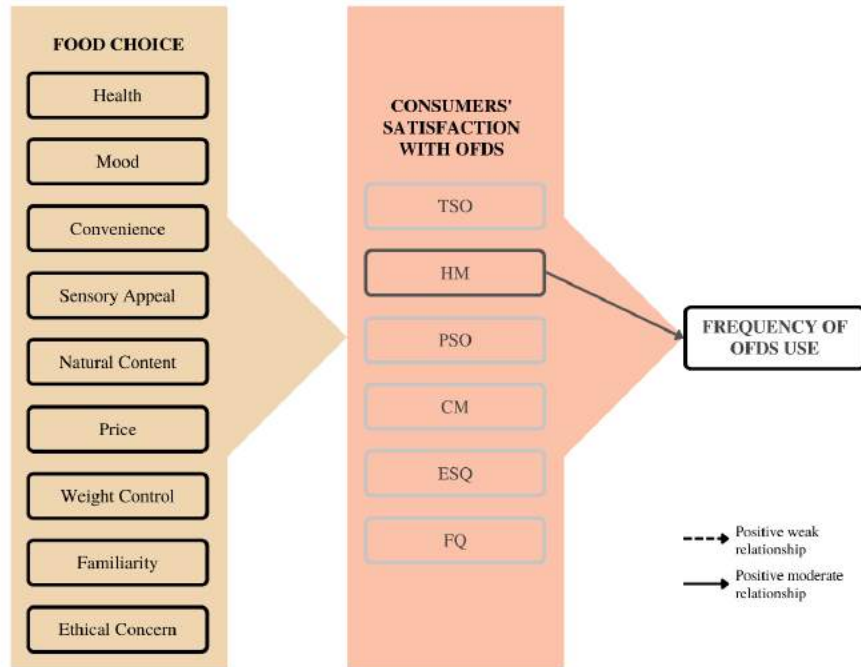 FOOD CHOICE
Health
Mood
Convenience
Sensory Appeal
Natural Content
Price
Weight Control
Familiarity
Ethical Concern
CONSUMERS'
SATISFACTION
WITH OFDS
TSO
HM
PSO
CM
ESQ
FQ
FREQUENCY OF
OFDS USE
Positive weak
relationship
Positive moderate
relationship